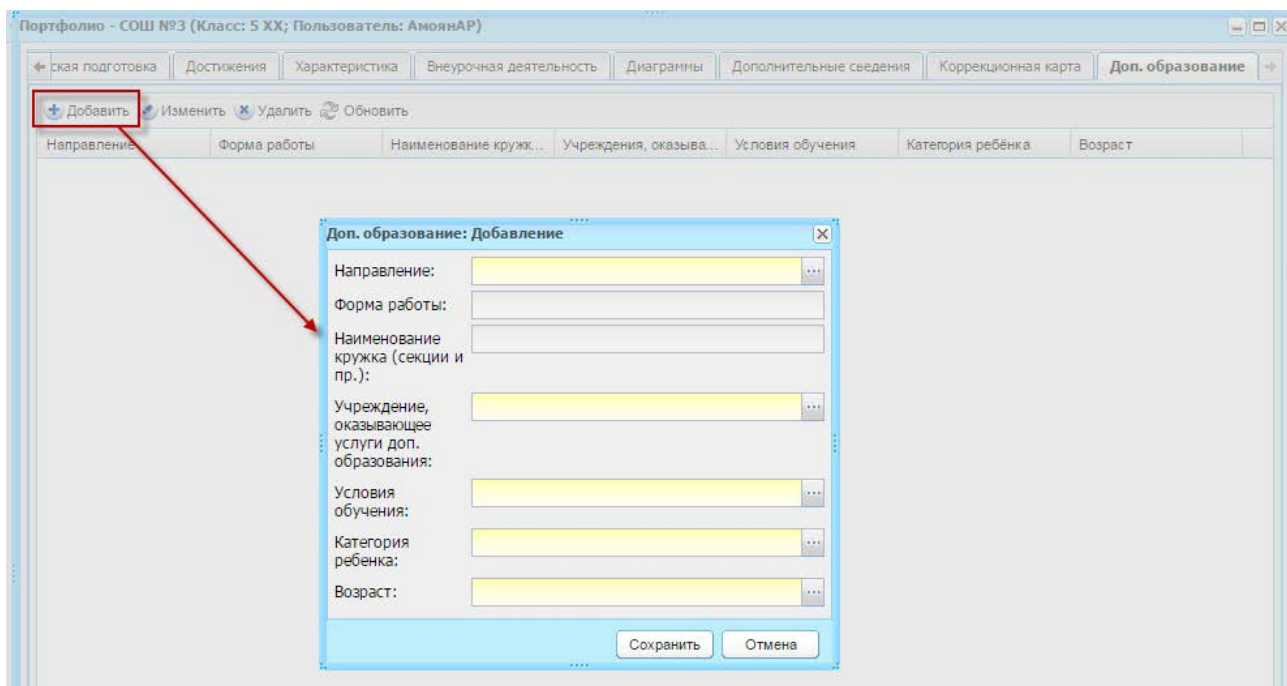 Портфолио - СОШ №3 (Класс: 5 XX; Пользователь: АмоянАР)
ская подготовка Достижения Характеристика Внеурочная деятельность Диаграммы Дополнительные сведения Коррекционная карта Доп. образование
Добавить Изменить Удалить Обновить
Направление Форма работы Наименование кружк... Учреждения, оказыва... Условия обучения Категория ребёнка Возраст
Доп. образование: Добавление
Направление:
Форма работы:
Наименование
кружка (секции и
пр.):
Учреждение,
оказывающее
услуги доп.
образования:
Условия
обучения:
Категория
ребенка:
Возраст:
Сохранить Отмена